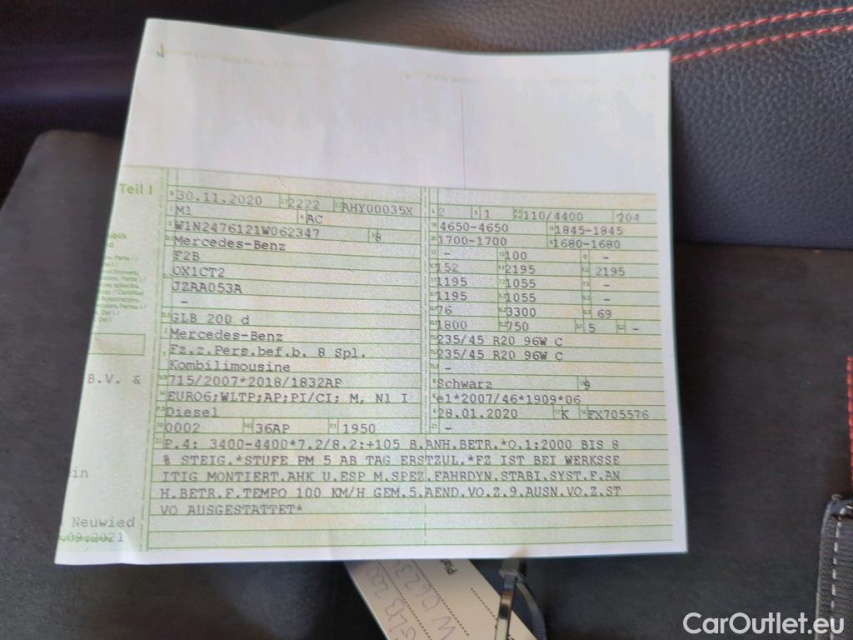 Teil I
30.11.2020 2222 AHY00035X
M1 AC
W1N2476121W062347 8
Mercedes-Benz
F2B
OX1CT2
JZAA053A
–
GLB 200 d
Mercedes-Benz
Fz.z.Pers.bef.b. 8 Spl.
Kombilimousine
B.V. & 715/2007*2018/1832AP
EURO6;WLTP;AP;PI/CI; M, N1 I
Diesel
0002 36AP 1950
2 1 110/4400 204
4650-4650 1845-1845
1700-1700 1680-1680
– 100 –
152 2195 2195
1195 1055 –
1195 1055 –
76 3300 69
1800 750 5 –
235/45 R20 96W C
235/45 R20 96W C
–
Schwarz 9
e1*2007/46*1909*06
28.01.2020 K FX705576
–
P.4: 3400-4400*7.2/8.2:+105 B.ANH.BETR.*O.1:2000 BIS 8
% STEIG.*STUFE PM 5 AB TAG ERSTZUL.*FZ IST BEI WERKSSE
ITIG MONTIERT.AHK U.ESP M.SPEZ.FAHRDYN.STABI.SYST.F.AN
H.BETR.F.TEMPO 100 KM/H GEM.5.AEND.VO.Z.9.AUSN.VO.Z.ST
VO AUSGESTATTET*
in
Neuwied
.09.2021
CarOutlet.eu